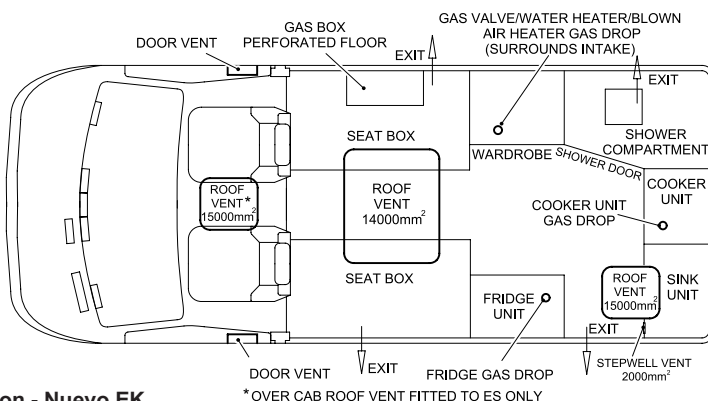 GAS VALVE/WATER HEATER/BLOWN
AIR HEATER GAS DROP
(SURROUNDS INTAKE)
GAS BOX
PERFORATED FLOOR
DOOR VENT
EXIT
EXIT
SEAT BOX
WARDROBE
SHOWER DOOR
SHOWER
COMPARTMENT
ROOF
VENT *
15000mm²
ROOF
VENT
14000mm²
COOKER
UNIT
COOKER UNIT
GAS DROP
SEAT BOX
FRIDGE
UNIT
ROOF
VENT
15000mm²
SINK
UNIT
EXIT
EXIT
DOOR VENT
FRIDGE GAS DROP
STEPWELL VENT
2000mm²
*OVER CAB ROOF VENT FITTED TO ES ONLY
on - Nuevo EK